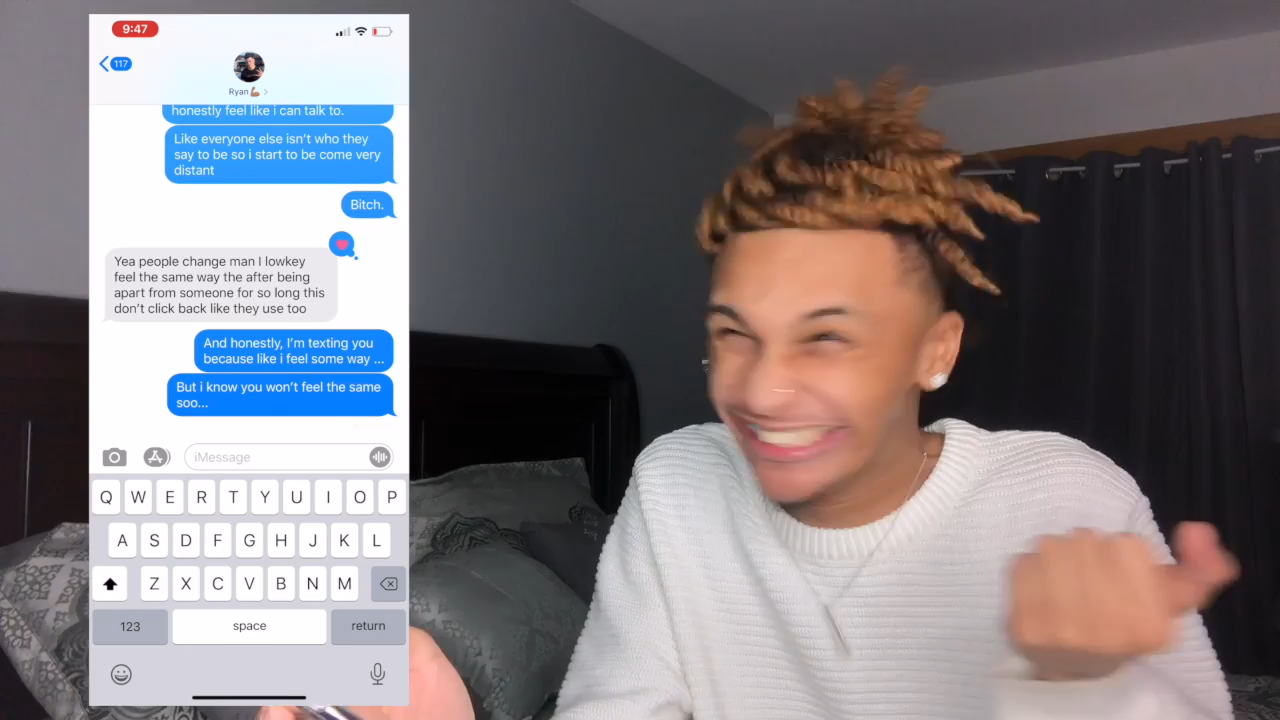 9:47
117
Ryan💪🏽 >
honestly feel like i can talk to.
Like everyone else isn't who they
say to be so i start to be come very
distant
Bitch.
Yea people change man I lowkey
feel the same way the after being
apart from someone for so long this
don't click back like they use too
And honestly, I'm texting you
because like i feel some way ...
But i know you won't feel the same
soo...
iMessage
Q W E R T Y U I O P
A S D F G H J K L
Z X C V B N M
123 space return